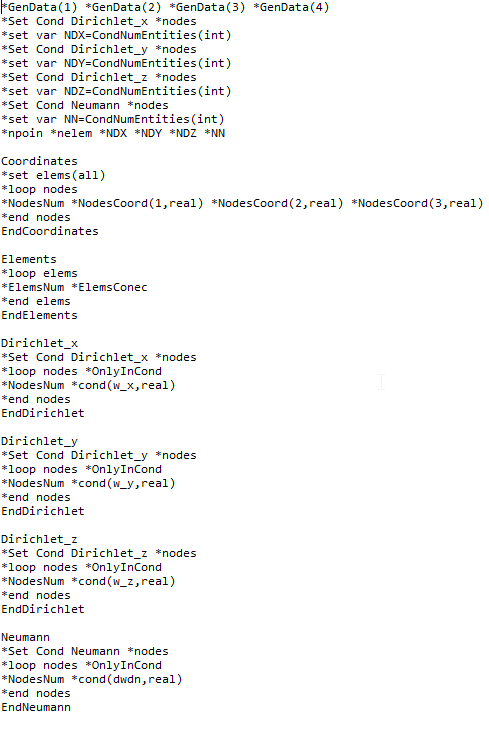 *GenData(1) *GenData(2) *GenData(3) *GenData(4)
*Set Cond Dirichlet_x *nodes
*set var NDX=CondNumEntities(int)
*Set Cond Dirichlet_y *nodes
*set var NDY=CondNumEntities(int)
*Set Cond Dirichlet_z *nodes
*set var NDZ=CondNumEntities(int)
*Set Cond Neumann *nodes
*set var NN=CondNumEntities(int)
*npoin *nelem *NDX *NDY *NDZ *NN

Coordinates
*set elems(all)
*loop nodes
*NodesNum *NodesCoord(1,real) *NodesCoord(2,real) *NodesCoord(3,real)
*end nodes
EndCoordinates

Elements
*loop elems
*ElemsNum *ElemsConec
*end elems
EndElements

Dirichlet_x
*Set Cond Dirichlet_x *nodes
*loop nodes *OnlyInCond
*NodesNum *cond(w_x,real)
*end nodes
EndDirichlet

Dirichlet_y
*Set Cond Dirichlet_y *nodes
*loop nodes *OnlyInCond
*NodesNum *cond(w_y,real)
*end nodes
EndDirichlet

Dirichlet_z
*Set Cond Dirichlet_z *nodes
*loop nodes *OnlyInCond
*NodesNum *cond(w_z,real)
*end nodes
EndDirichlet

Neumann
*Set Cond Neumann *nodes
*loop nodes *OnlyInCond
*NodesNum *cond(dwdn,real)
*end nodes
EndNeumann